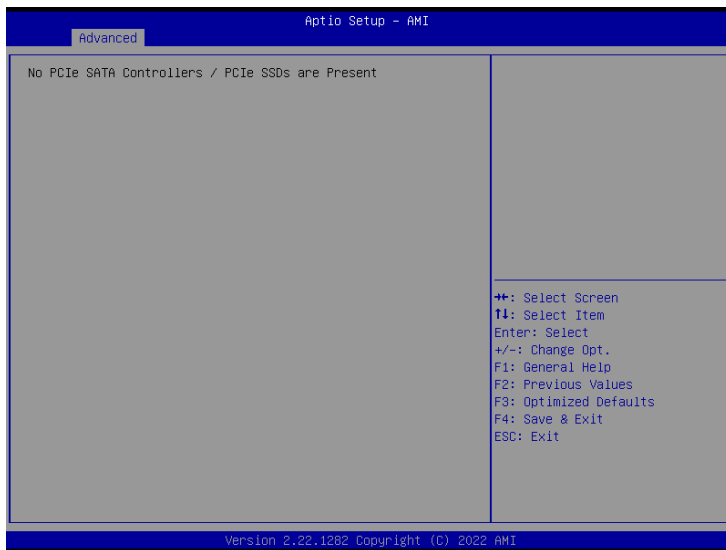 Aptio Setup – AMI
Advanced
No PCIe SATA Controllers / PCIe SSDs are Present
→←: Select Screen
↑↓: Select Item
Enter: Select
+/-: Change Opt.
F1: General Help
F2: Previous Values
F3: Optimized Defaults
F4: Save & Exit
ESC: Exit
Version 2.22.1282 Copyright (C) 2022 AMI